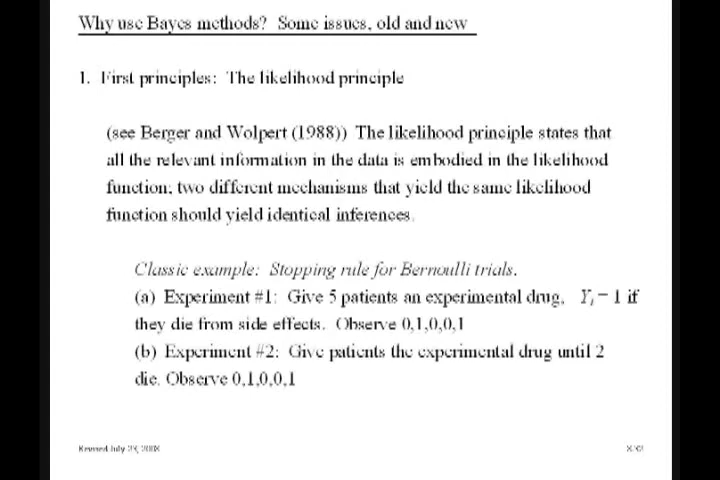 Why use Bayes methods? Some issues, old and new
1. First principles: The likelihood principle
(see Berger and Wolpert (1988)) The likelihood principle states that
all the relevant information in the data is embodied in the likelihood
function; two different mechanisms that yield the same likelihood
function should yield identical inferences.
Classic example: Stopping rule for Bernoulli trials.
(a) Experiment #1: Give 5 patients an experimental drug, Yᵢ = 1 if
they die from side effects. Observe 0,1,0,0,1
(b) Experiment #2: Give patients the experimental drug until 2
die. Observe 0,1,0,0,1
Revised July